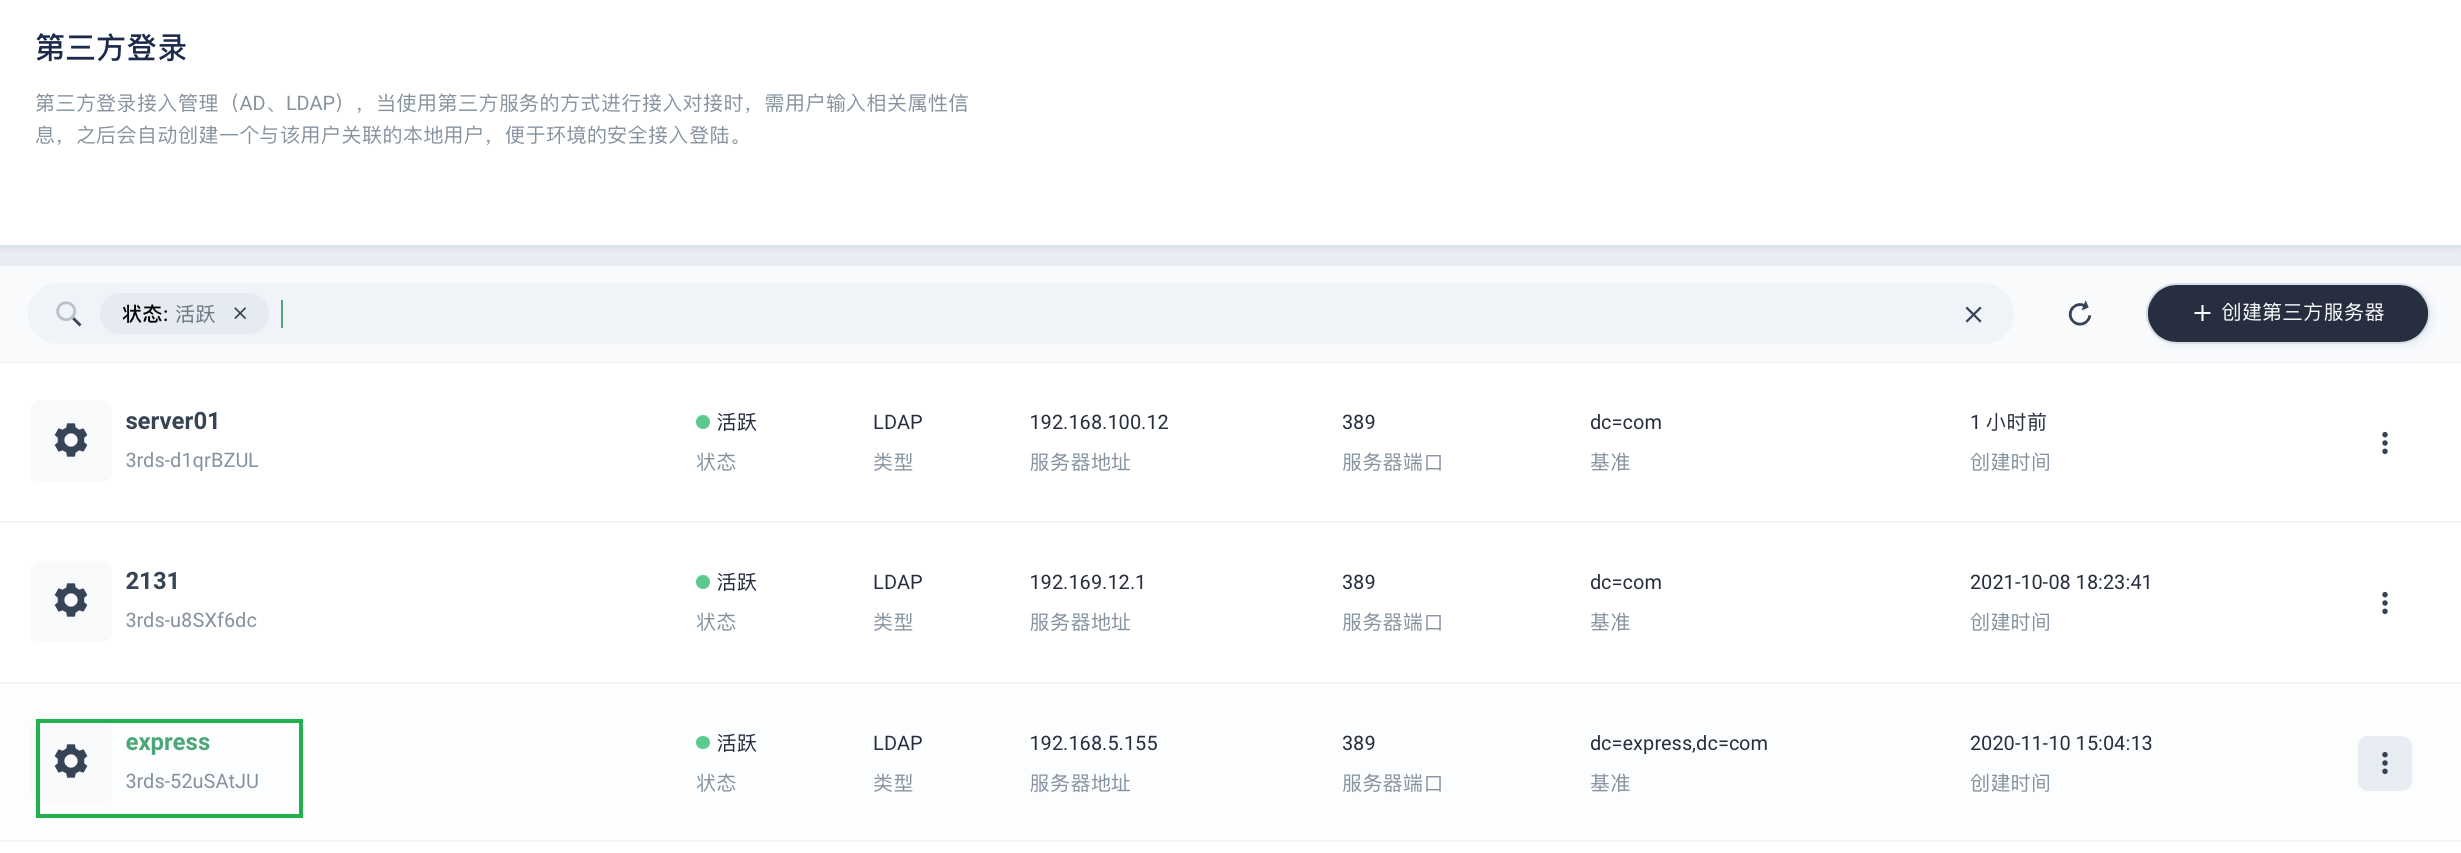 第三方登录
第三方登录接入管理（AD、LDAP），当使用第三方服务的方式进行接入对接时，需用户输入相关属性信
息，之后会自动创建一个与该用户关联的本地用户，便于环境的安全接入登陆。
状态: 活跃
创建第三方服务器
server01 活跃 LDAP 192.168.100.12 389 dc=com 1 小时前
3rds-d1qrBZUL 状态 类型 服务器地址 服务器端口 基准 创建时间
2131 活跃 LDAP 192.169.12.1 389 dc=com 2021-10-08 18:23:41
3rds-u8SXf6dc 状态 类型 服务器地址 服务器端口 基准 创建时间
express 活跃 LDAP 192.168.5.155 389 dc=express,dc=com 2020-11-10 15:04:13
3rds-52uSAtJU 状态 类型 服务器地址 服务器端口 基准 创建时间